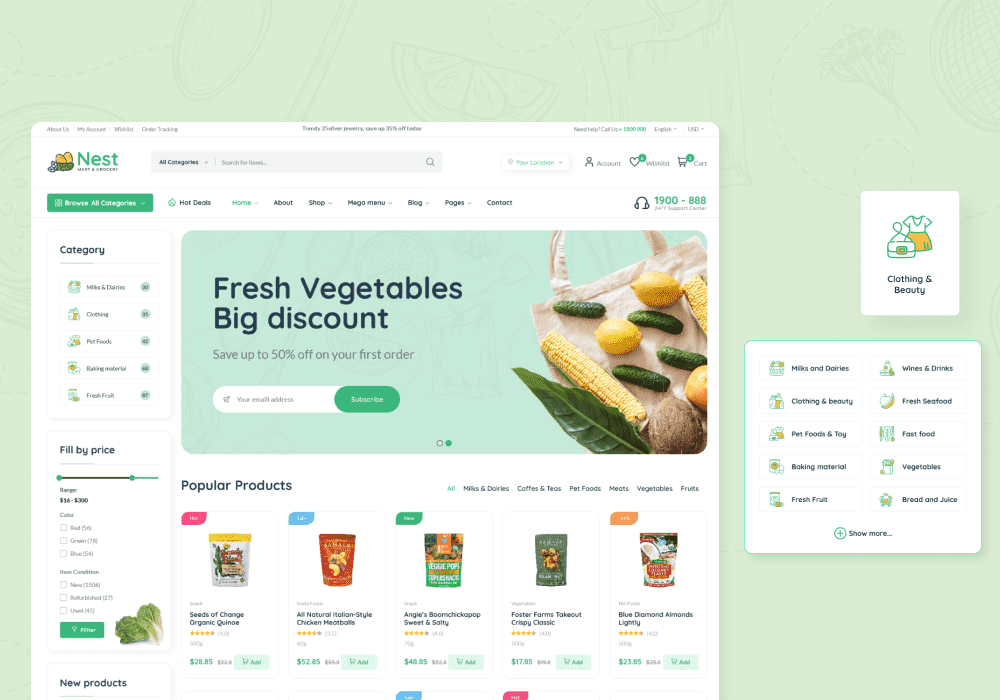 About Us
My Account
Wishlist
Order Tracking
Trendy 25silver jewelry, save up 35% off today
Need help? Call Us:+ 1800 900
English
USD
Nest
MART & GROCERY
All Categories
Search for items...
Your Location
Account
Wishlist
Cart
Browse All Categories
Hot Deals
Home
About
Shop
Mega menu
Blog
Pages
Contact
1900 - 888
24/7 Support Center
Category
Milks & Dairies 30
Clothing 35
Pet Foods 42
Baking material 68
Fresh Fruit 87
Fresh Vegetables
Big discount
Save up to 50% off on your first order
Your emaill address
Subscribe
Fill by price
Range:
$16 - $300
Color
Red (56)
Green (78)
Blue (54)
Item Condition
New (1506)
Refurbished (27)
Used (45)
Fillter
New products
Popular Products
All
Milks & Dairies
Coffes & Teas
Pet Foods
Meats
Vegetables
Fruits
Hot
Snack
Seeds of Change
Organic Quinoe
(4.0)
500g
$28.85 $32.8 Add
Sale
Hodo Foods
All Natural Italian-Style
Chicken Meatballs
(3.5)
60g
$52.85 $55.8 Add
New
VEGGIE POPS
SUPERSNACK
Snack
Angie's Boomchickapop
Sweet & Salty
(4.0)
70g
$48.85 $52.8 Add
Vegetables
Foster Farms Takeout
Crispy Classic
(4.0)
500g
$17.85 $19.8 Add
Pet Foods
Blue Diamond Almonds
Lightly
(4.0)
500g
$23.85 $25.8 Add
Sale
Hot
Clothing &
Beauty
Milks and Dairies
Wines & Drinks
Clothing & beauty
Fresh Seafood
Pet Foods & Toy
Fast food
Baking material
Vegetables
Fresh Fruit
Bread and Juice
Show more...